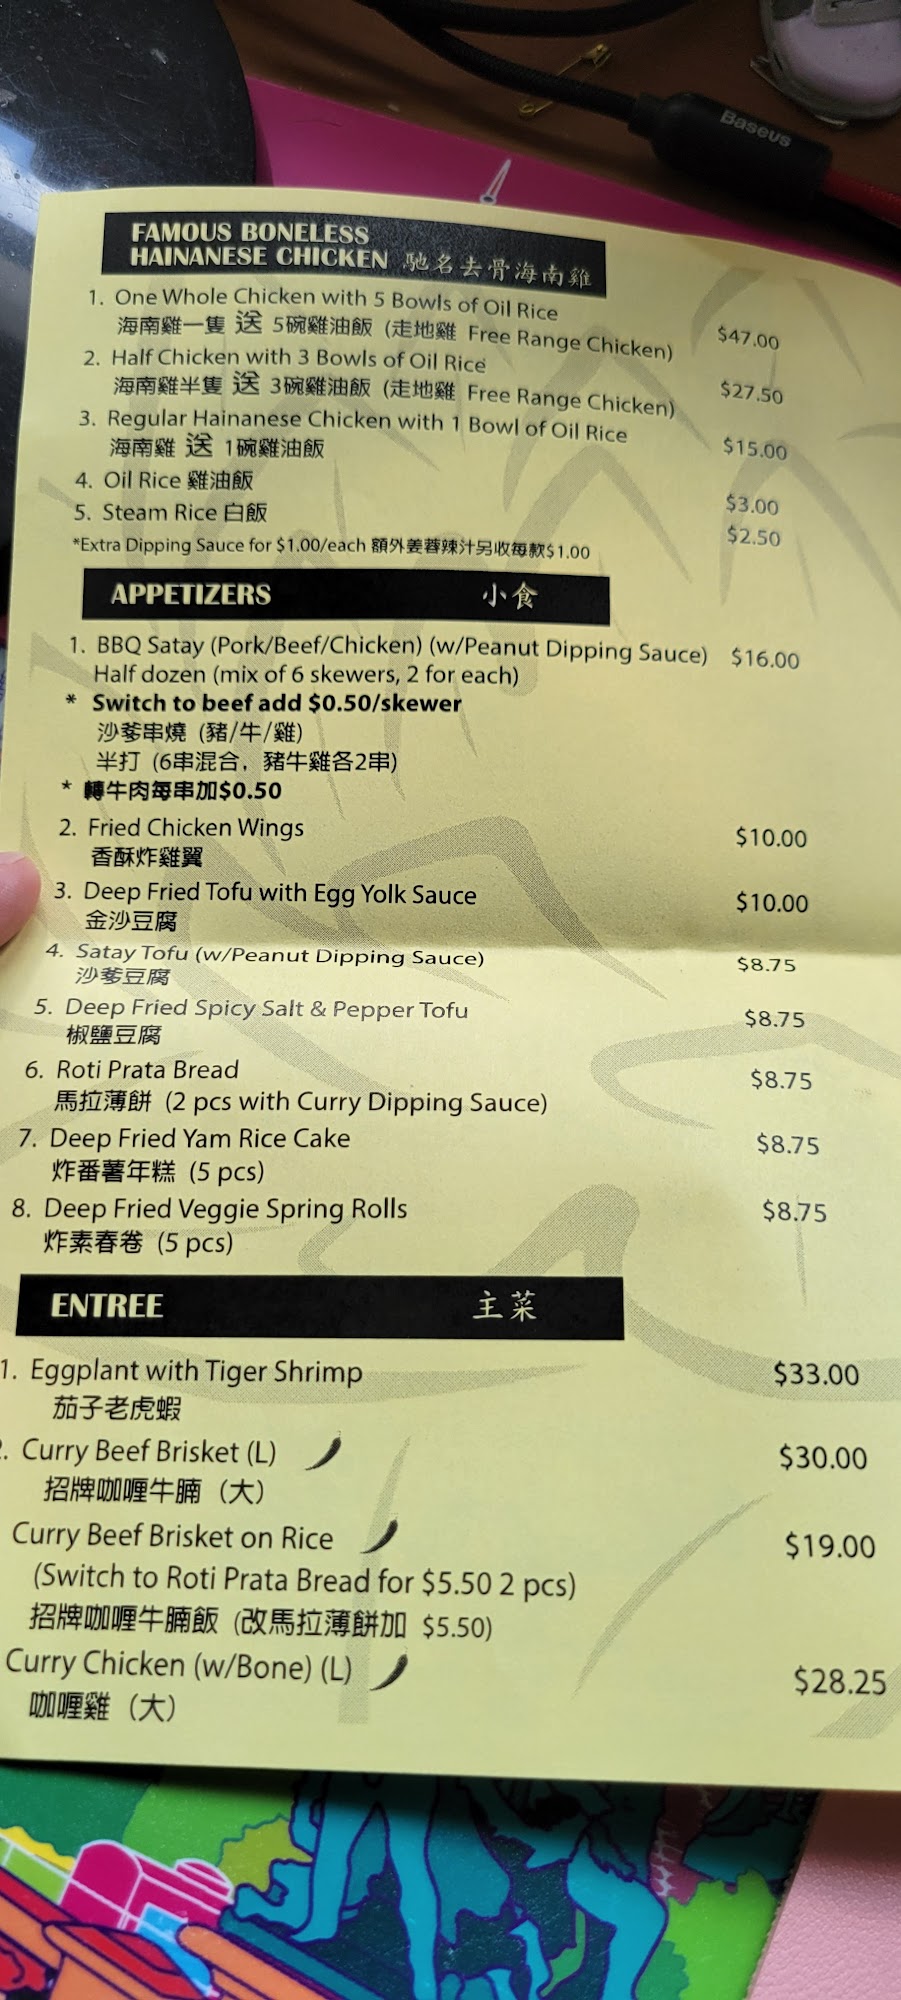 Baseus
FAMOUS BONELESS
HAINANESE CHICKEN 馳名去骨海南雞
1. One Whole Chicken with 5 Bowls of Oil Rice
海南雞一隻 送 5碗雞油飯 (走地雞 Free Range Chicken) $47.00
2. Half Chicken with 3 Bowls of Oil Rice
海南雞半隻 送 3碗雞油飯 (走地雞 Free Range Chicken) $27.50
3. Regular Hainanese Chicken with 1 Bowl of Oil Rice
海南雞 送 1碗雞油飯 $15.00
4. Oil Rice 雞油飯 $3.00
5. Steam Rice 白飯 $2.50
*Extra Dipping Sauce for $1.00/each 額外姜蓉辣汁另收每款$1.00
APPETIZERS 小食
1. BBQ Satay (Pork/Beef/Chicken) (w/Peanut Dipping Sauce) $16.00
Half dozen (mix of 6 skewers, 2 for each)
* Switch to beef add $0.50/skewer
沙爹串燒 (豬/牛/雞)
半打 (6串混合，豬牛雞各2串)
* 轉牛肉每串加$0.50
2. Fried Chicken Wings $10.00
香酥炸雞翼
3. Deep Fried Tofu with Egg Yolk Sauce $10.00
金沙豆腐
4. Satay Tofu (w/Peanut Dipping Sauce) $8.75
沙爹豆腐
5. Deep Fried Spicy Salt & Pepper Tofu $8.75
椒鹽豆腐
6. Roti Prata Bread $8.75
馬拉薄餅 (2 pcs with Curry Dipping Sauce)
7. Deep Fried Yam Rice Cake $8.75
炸番薯年糕 (5 pcs)
8. Deep Fried Veggie Spring Rolls $8.75
炸素春卷 (5 pcs)
ENTREE 主菜
1. Eggplant with Tiger Shrimp $33.00
茄子老虎蝦
. Curry Beef Brisket (L) $30.00
招牌咖喱牛腩（大）
Curry Beef Brisket on Rice $19.00
(Switch to Roti Prata Bread for $5.50 2 pcs)
招牌咖喱牛腩飯 (改馬拉薄餅加 $5.50)
Curry Chicken (w/Bone) (L) $28.25
咖喱雞（大）